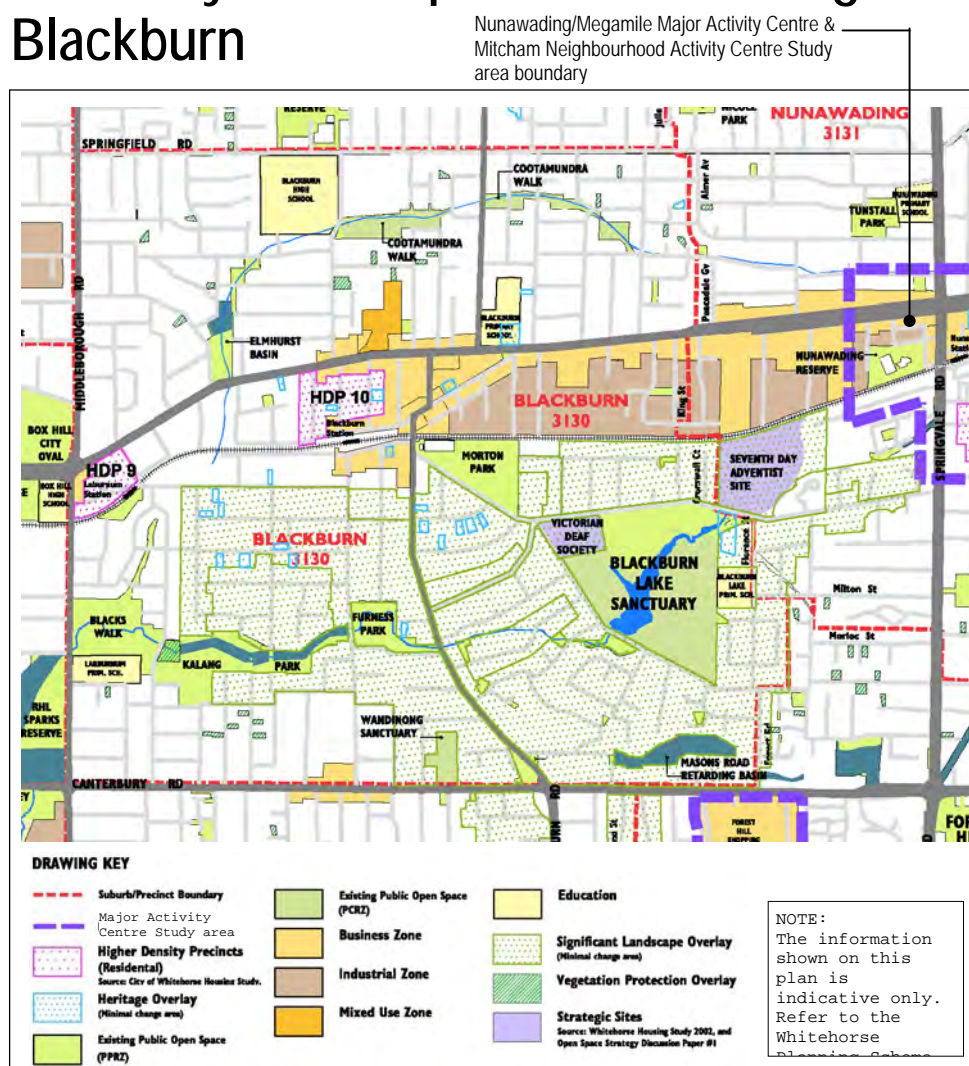 Blackburn
Nunawading/Megamile Major Activity Centre &
Mitcham Neighbourhood Activity Centre Study
area boundary
RESERVE
PARK
NUNAWADING
3131
SPRINGFIELD RD
COOTAMUNDRA
WALK
Almer Av
BLACKBURN
HIGH
SCHOOL
NUNAWADING
PRIMARY
SCHOOL
TUNSTALL
PARK
COOTAMUNDRA
WALK
MIDDLEBOROUGH RD
Peacedale Gv
BLACKBURN
PRIMARY
SCHOOL
ELMHURST
BASIN
NUNAWADING
RESERVE
HDP 10
BLACKBURN
3130
King St
Blackburn
Station
SPRINGVALE RD
BOX HILL
CITY
OVAL
HDP 9
Laburnum
Station
BOX HILL
HIGH
SCHOOL
MORTON
PARK
SEVENTH DAY
ADVENTIST
SITE
VICTORIAN
DEAF
SOCIETY
BLACKBURN
3130
BLACKBURN
LAKE
SANCTUARY
Florence St
BLACKBURN
LAKE
PRIM. SCH.
Milton St
BLACKS
WALK
FURNESS
PARK
Morloc St
LABURNUM
PRIM. SCH.
KALANG PARK
RHL
SPARKS
RESERVE
WANDINONG
SANCTUARY
MASONS ROAD
RETARDING BASIN
CANTERBURY RD
RD
FOREST
HILL
SHOPPING
DRAWING KEY
Suburb/Precinct Boundary
Major Activity
Centre Study area
Higher Density Precincts
(Residential)
Source: City of Whitehorse Housing Study.
Heritage Overlay
(Minimal change area)
Existing Public Open Space
(PPRZ)
Existing Public Open Space
(PCRZ)
Business Zone
Industrial Zone
Mixed Use Zone
Education
Significant Landscape Overlay
(Minimal change area)
Vegetation Protection Overlay
Strategic Sites
Source: Whitehorse Housing Study 2002, and
Open Space Strategy Discussion Paper #1
NOTE:
The information
shown on this
plan is
indicative only.
Refer to the
Whitehorse
Planning Scheme